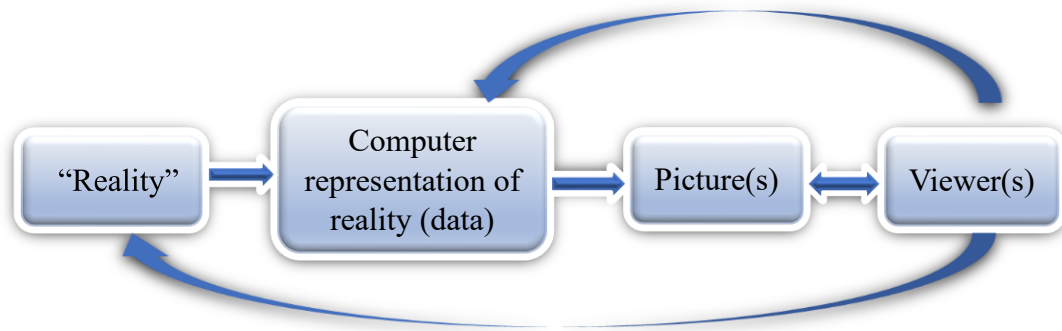 “Reality”
Computer
representation of
reality (data)
Picture(s)
Viewer(s)